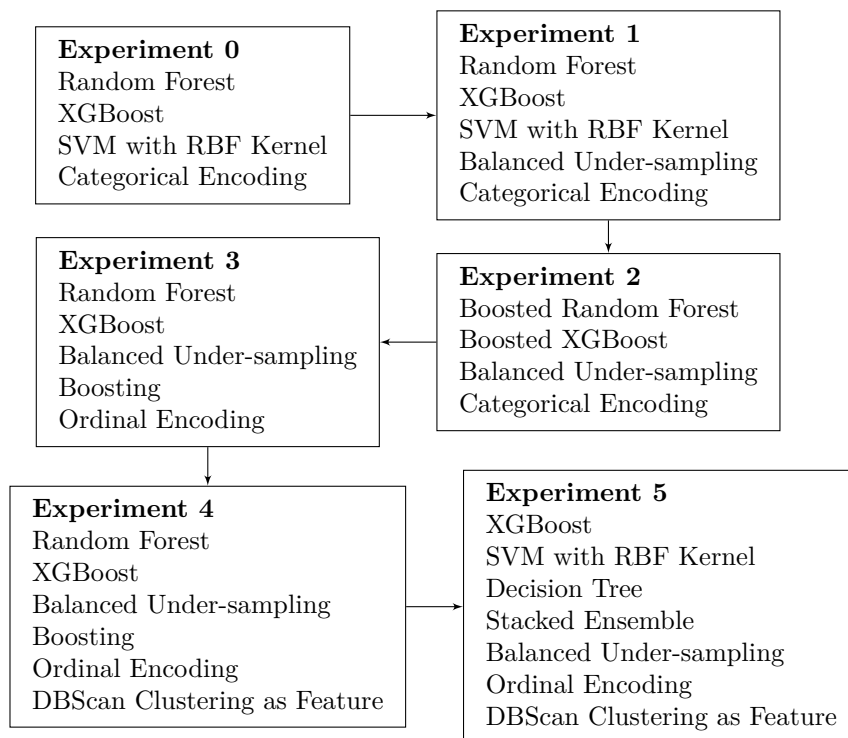 Experiment 0
Random Forest
XGBoost
SVM with RBF Kernel
Categorical Encoding
Experiment 1
Random Forest
XGBoost
SVM with RBF Kernel
Balanced Under-sampling
Categorical Encoding
Experiment 2
Boosted Random Forest
Boosted XGBoost
Balanced Under-sampling
Categorical Encoding
Experiment 3
Random Forest
XGBoost
Balanced Under-sampling
Boosting
Ordinal Encoding
Experiment 4
Random Forest
XGBoost
Balanced Under-sampling
Boosting
Ordinal Encoding
DBScan Clustering as Feature
Experiment 5
XGBoost
SVM with RBF Kernel
Decision Tree
Stacked Ensemble
Balanced Under-sampling
Ordinal Encoding
DBScan Clustering as Feature